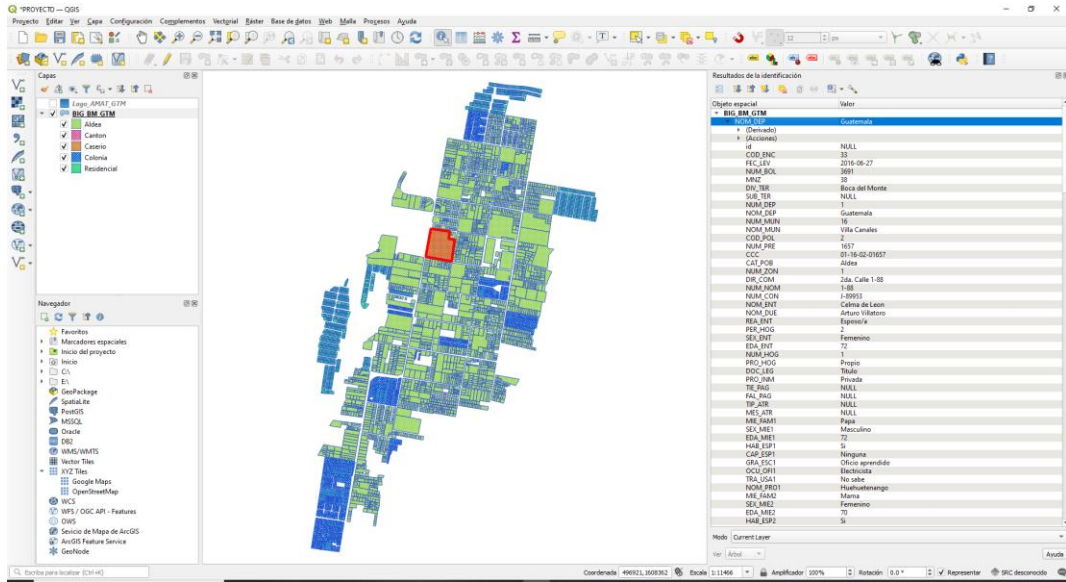 *PROYECTO — QGIS
Proyecto Editar Ver Capa Configuración Complementos Vectorial Ráster Base de datos Web Malla Procesos Ayuda
Capas
Logo_AMAT_GTM
BIG_BM_GTM
Aldea
Canton
Caserio
Colonia
Residencial
Navegador
Favoritos
Marcadores espaciales
Inicio del proyecto
Inicio
C:\
E:\
GeoPackage
SpatiaLite
PostGIS
MSSQL
Oracle
DB2
WMS/WMTS
Vector Tiles
XYZ Tiles
Google Maps
OpenStreetMap
WCS
WFS / OGC API - Features
OWS
Sevicio de Mapa de ArcGIS
ArcGIS Feature Service
GeoNode
Resultados de la identificación
Objeto espacial Valor
BIG_BM_GTM
NOM_DEP Guatemala
(Derivado)
(Acciones)
id NULL
COD_ENC 33
FEC_LEV 2016-06-27
NUM_BOL 3691
MNZ 38
DIV_TER Boca del Monte
SUB_TER NULL
NUM_DEP 1
NOM_DEP Guatemala
NUM_MUN 16
NOM_MUN Villa Canales
COD_POL 2
NUM_PRE 1657
CCC 01-16-02-01657
CAT_POB Aldea
NUM_ZON 1
DIR_COM 2da. Calle 1-88
NUM_NOM 1-88
NUM_CON J-89953
NOM_ENT Celma de Leon
NOM_DUE Arturo Villatoro
REA_ENT Esposo/a
PER_HOG 2
SEX_ENT Femenino
EDA_ENT 72
NUM_HOG 1
PRO_HOG Propio
DOC_LEG Titulo
PRO_INM Privada
TIE_PAG NULL
FAL_PAG NULL
TIP_ATR NULL
MES_ATR NULL
MIE_FAM1 Papa
SEX_MIE1 Masculino
EDA_MIE1 72
HAB_ESP1 Si
CAP_ESP1 Ninguna
GRA_ESC1 Oficio aprendido
OCU_OFI1 Electricista
TRA_USA1 No sabe
NOM_PRO1 Huehuetenango
MIE_FAM2 Mama
SEX_MIE2 Femenino
EDA_MIE2 70
HAB_ESP2 Si
Modo Current Layer
Ver Árbol Ayuda
Escriba para localizar (Ctrl+K) Coordenada 496921,1608362 Escala 1:11466 Amplificador 100% Rotación 0.0 ° Representar SRC desconocido